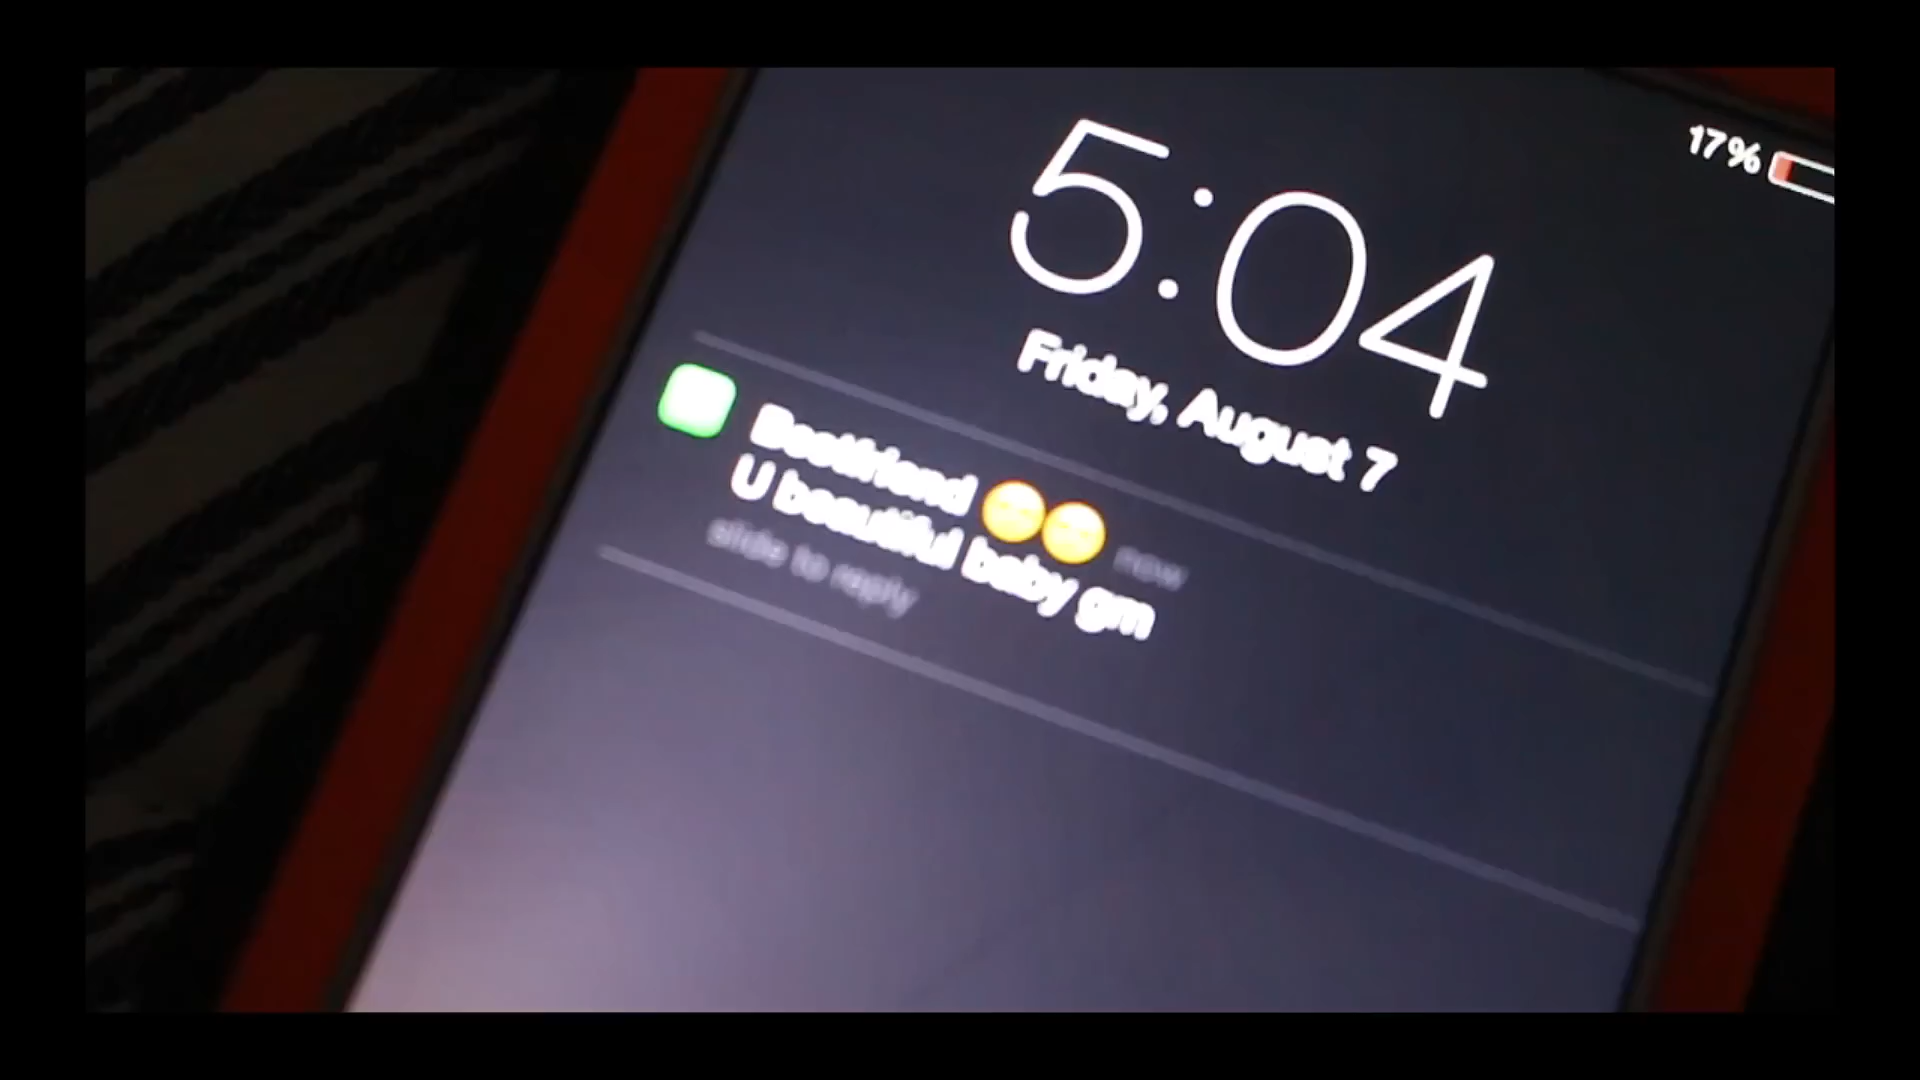 17%
5:04
Friday, August 7
Bestfriend 😁😁 now
U beautiful baby gm
slide to reply